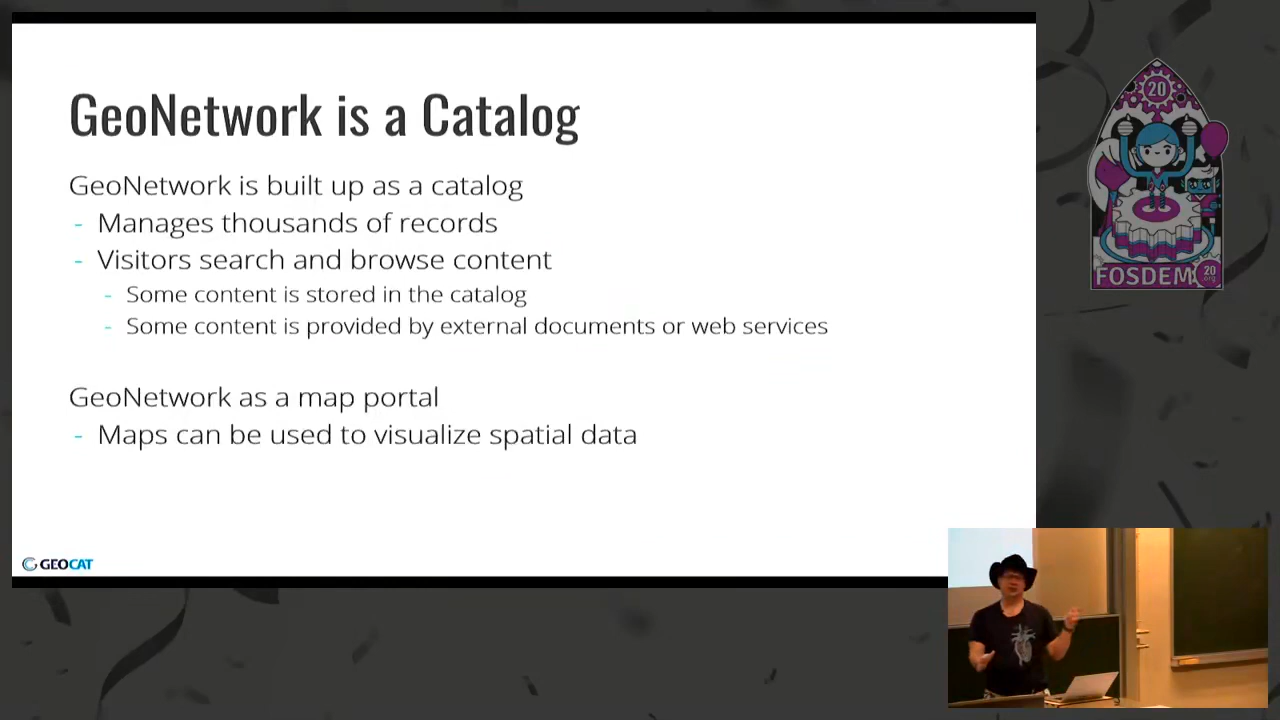 GeoNetwork is a Catalog
GeoNetwork is built up as a catalog
- Manages thousands of records
- Visitors search and browse content
- Some content is stored in the catalog
- Some content is provided by external documents or web services
GeoNetwork as a map portal
- Maps can be used to visualize spatial data
GEOCAT
20
FOSDEM
20
org